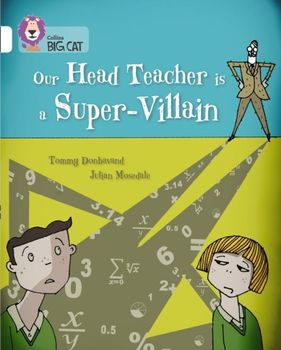 Collins
BIG CAT
Our Head Teacher is
a Super-Villain
Tommy Donbavand
Julian Mosedale